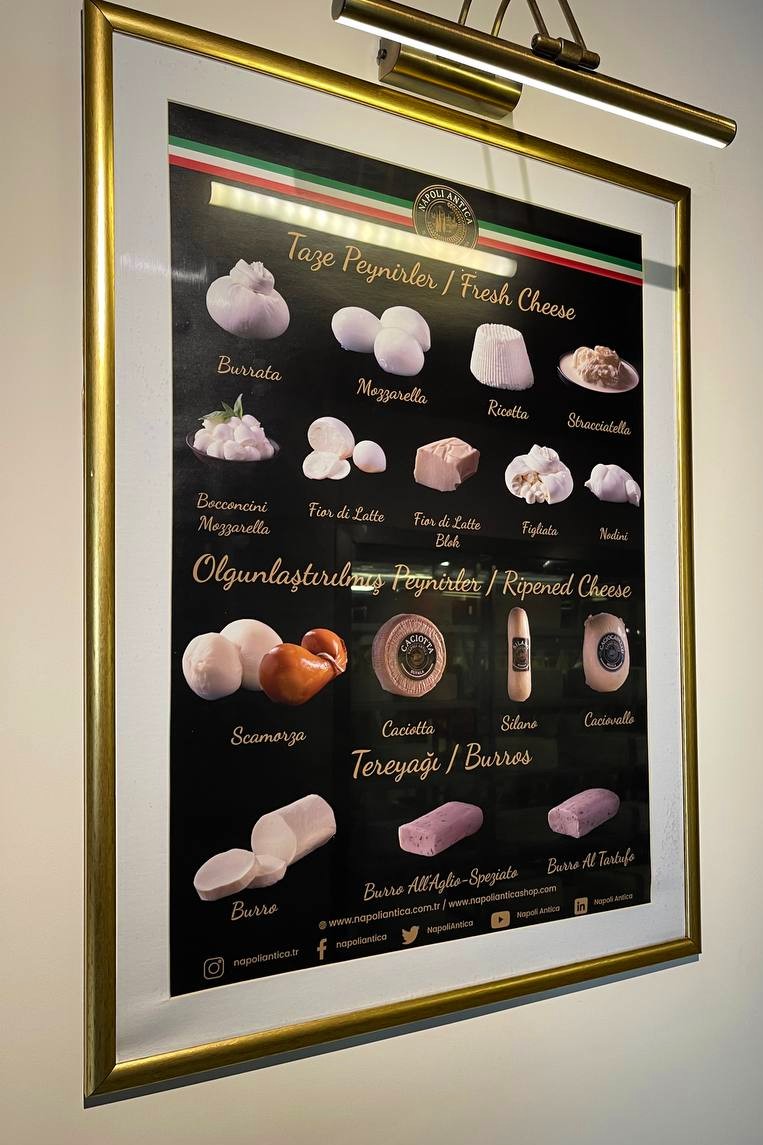 NAPOLI ANTICA
Taze Peynirler / Fresh Cheese
Burrata
Mozzarella
Ricotta
Stracciatella
Bocconcini
Mozzarella
Fior di Latte
Fior di Latte
Blok
Figliata
Nodini
Olgunlaştırılmış Peynirler / Ripened Cheese
CACIOTTA
Scamorza
Caciotta
Silano
Caciovallo
Tereyağı / Burros
Burro
Burro All'Aglio-Speziato
Burro Al Tartufo
www.napoliantica.com.tr / www.napolianticashop.com
napoliantica.tr
napoliantica
NapoliAntica
Napoli Antica
Napoli Antica